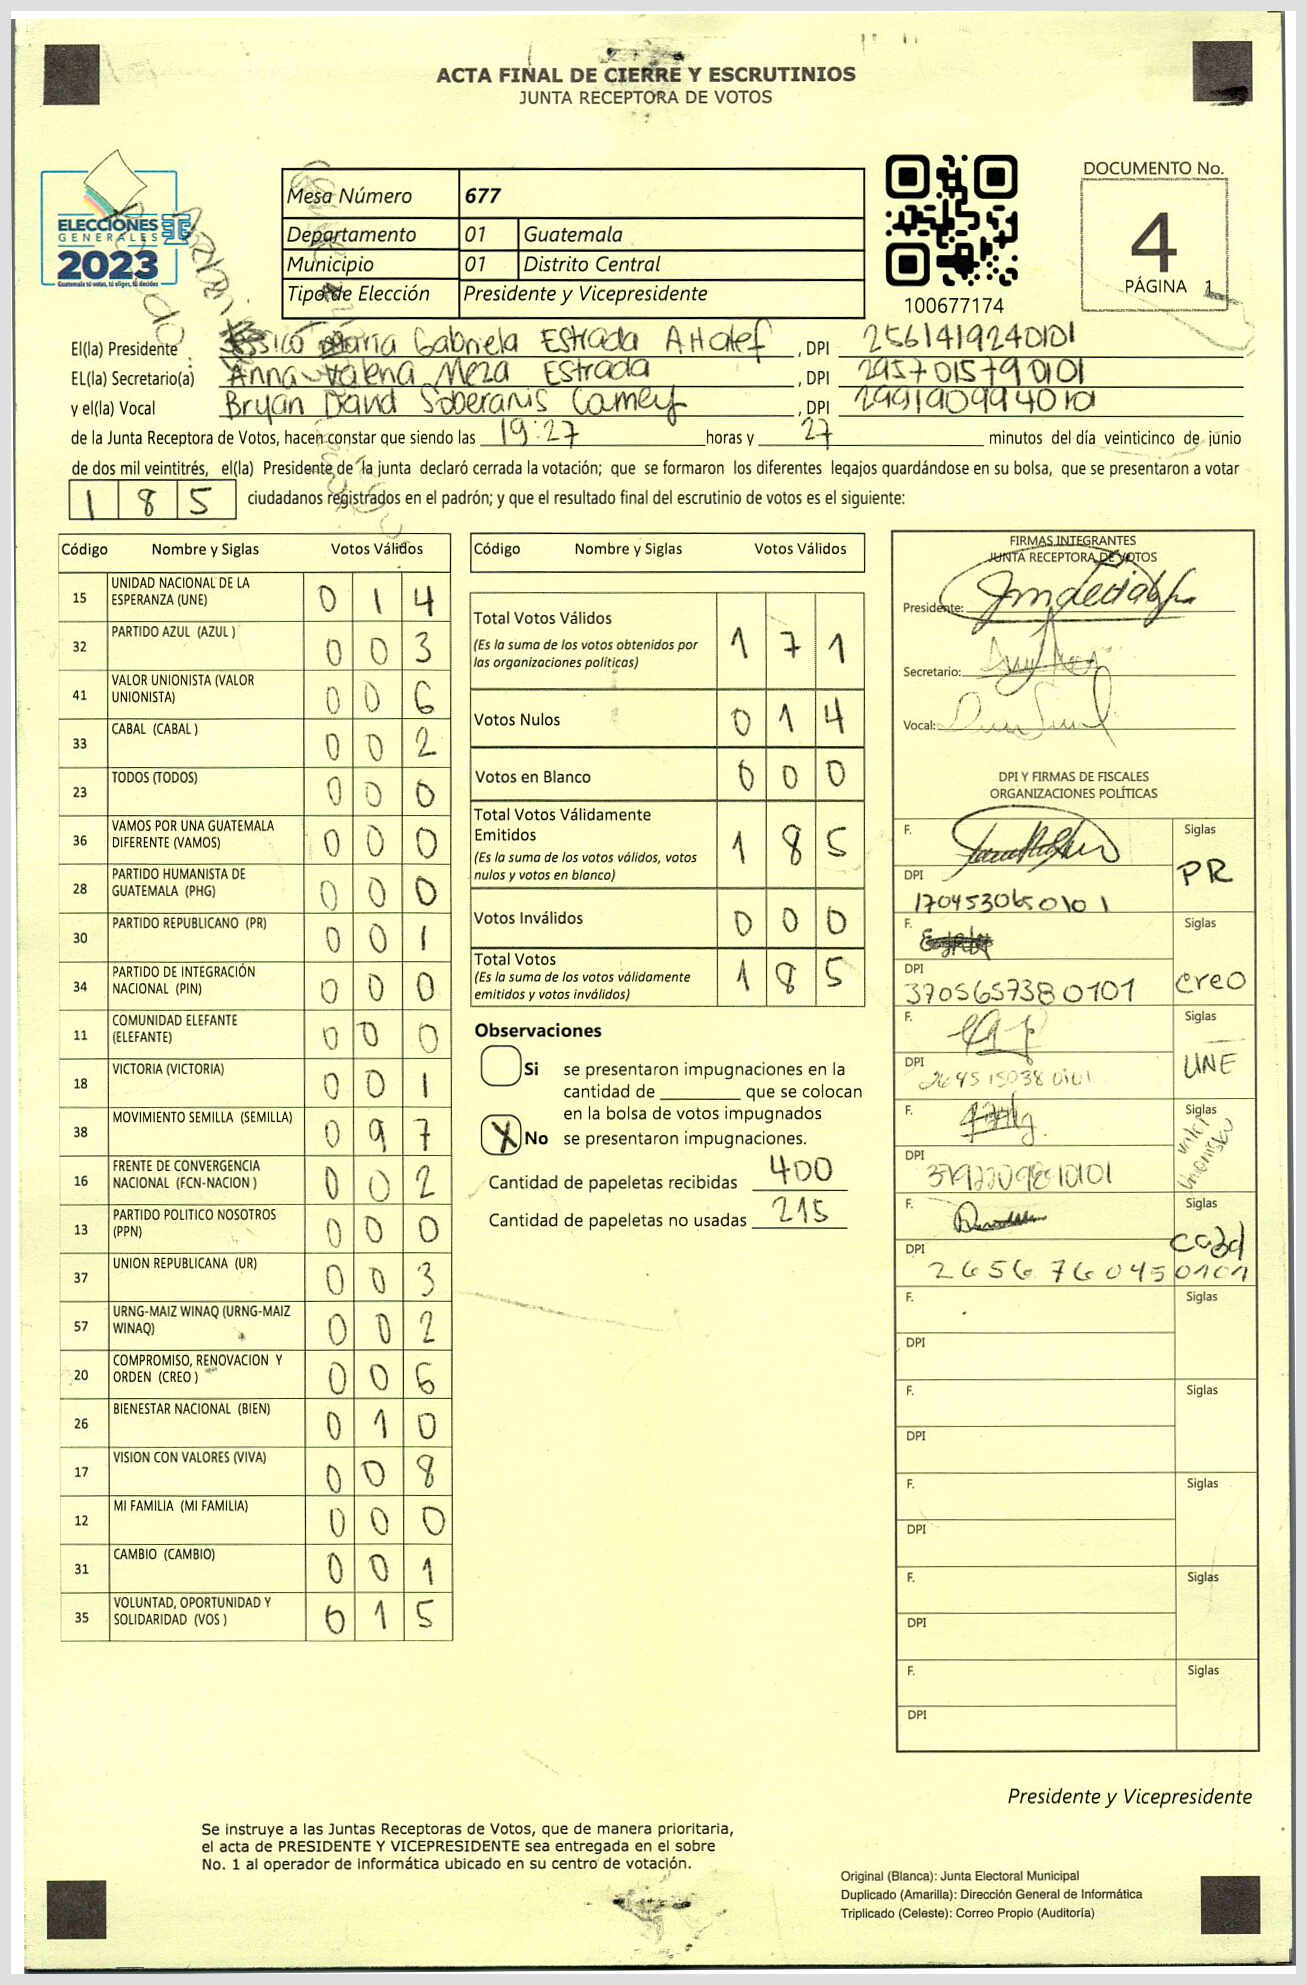 ACTA FINAL DE CIERRE Y ESCRUTINIOS
JUNTA RECEPTORA DE VOTOS
ELECCIONES
GENERALES
2023
Guatemala tú votas, tú eliges, tú decides
Mesa Número 677
Departamento 01 Guatemala
Municipio 01 Distrito Central
Tipo de Elección Presidente y Vicepresidente
100677174
DOCUMENTO No.
4
PÁGINA 1
El(la) Presidente María Gabriela Estrada , DPI 2561419240101
EL(la) Secretario(a) Anna Valeria Meza Estrada , DPI 2957015790101
y el(la) Vocal Bryan David Soberanis Camey , DPI 2991909940101
de la Junta Receptora de Votos, hacen constar que siendo las 19:27 horas y 27 minutos del día veinticinco de junio
de dos mil veintitrés, el(la) Presidente de la junta declaró cerrada la votación; que se formaron los diferentes legajos guardándose en su bolsa, que se presentaron a votar
185 ciudadanos registrados en el padrón; y que el resultado final del escrutinio de votos es el siguiente:
Código Nombre y Siglas Votos Válidos
15 UNIDAD NACIONAL DE LA ESPERANZA (UNE) 0 1 4
32 PARTIDO AZUL (AZUL ) 0 0 3
41 VALOR UNIONISTA (VALOR UNIONISTA) 0 0 6
33 CABAL (CABAL ) 0 0 2
23 TODOS (TODOS) 0 0 0
36 VAMOS POR UNA GUATEMALA DIFERENTE (VAMOS) 0 0 0
28 PARTIDO HUMANISTA DE GUATEMALA (PHG) 0 0 0
30 PARTIDO REPUBLICANO (PR) 0 0 1
34 PARTIDO DE INTEGRACIÓN NACIONAL (PIN) 0 0 0
11 COMUNIDAD ELEFANTE (ELEFANTE) 0 0 0
18 VICTORIA (VICTORIA) 0 0 1
38 MOVIMIENTO SEMILLA (SEMILLA) 0 9 7
16 FRENTE DE CONVERGENCIA NACIONAL (FCN-NACION ) 0 0 2
13 PARTIDO POLITICO NOSOTROS (PPN) 0 0 0
37 UNION REPUBLICANA (UR) 0 0 3
57 URNG-MAIZ WINAQ (URNG-MAIZ WINAQ) 0 0 2
20 COMPROMISO, RENOVACION Y ORDEN (CREO ) 0 0 6
26 BIENESTAR NACIONAL (BIEN) 0 1 0
17 VISION CON VALORES (VIVA) 0 0 8
12 MI FAMILIA (MI FAMILIA) 0 0 0
31 CAMBIO (CAMBIO) 0 0 1
35 VOLUNTAD, OPORTUNIDAD Y SOLIDARIDAD (VOS ) 0 1 5
Código Nombre y Siglas Votos Válidos
Total Votos Válidos 1 7 1
(Es la suma de los votos obtenidos por
las organizaciones políticas)
Votos Nulos 0 1 4
Votos en Blanco 0 0 0
Total Votos Válidamente
Emitidos 1 8 5
(Es la suma de los votos válidos, votos
nulos y votos en blanco)
Votos Inválidos 0 0 0
Total Votos 1 8 5
(Es la suma de los votos válidamente
emitidos y votos inválidos)
Observaciones
Si se presentaron impugnaciones en la
cantidad de ________ que se colocan
en la bolsa de votos impugnados
X No se presentaron impugnaciones.
Cantidad de papeletas recibidas 400
Cantidad de papeletas no usadas 215
FIRMAS INTEGRANTES
JUNTA RECEPTORA DE VOTOS
Presidente:
Secretario:
Vocal:
DPI Y FIRMAS DE FISCALES
ORGANIZACIONES POLÍTICAS
F. Siglas PR
DPI 1704530650101
F. Siglas creo
DPI 3705657380101
F. Siglas UNE
DPI 2645150380101
F. Siglas Valor Unionista
DPI
F. Siglas
DPI 2656760450101
F. Siglas
DPI
F. Siglas
DPI
F. Siglas
DPI
F. Siglas
DPI
F. Siglas
DPI
Presidente y Vicepresidente
Se instruye a las Juntas Receptoras de Votos, que de manera prioritaria,
el acta de PRESIDENTE Y VICEPRESIDENTE sea entregada en el sobre
No. 1 al operador de informática ubicado en su centro de votación.
Original (Blanca): Junta Electoral Municipal
Duplicado (Amarilla): Dirección General de Informática
Triplicado (Celeste): Correo Propio (Auditoría)